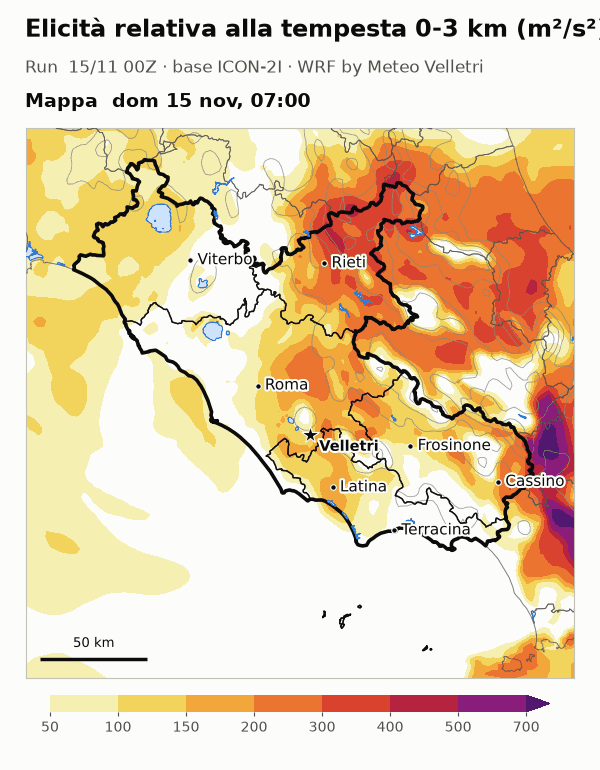 Elicità relativa alla tempesta 0-3 km (m²/s²)
Run 15/11 00Z · base ICON-2I · WRF by Meteo Velletri
Mappa dom 15 nov, 07:00
Viterbo
Rieti
Roma
Velletri
Frosinone
Latina
Cassino
Terracina
50 km
50 100 150 200 300 400 500 700